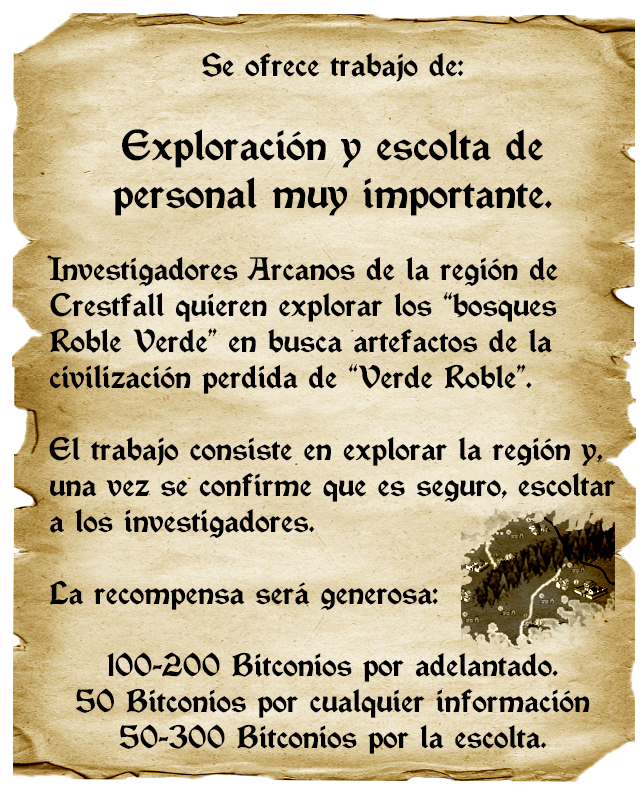 Se ofrece trabajo de:
Exploración y escolta de
personal muy importante.
Investigadores Arcanos de la región de
Crestfall quieren explorar los “bosques
Roble Verde” en busca artefactos de la
civilización perdida de “Verde Roble”.
El trabajo consiste en explorar la región y,
una vez se confirme que es seguro, escoltar
a los investigadores.
La recompensa será generosa:
100-200 Bitconios por adelantado.
50 Bitconios por cualquier información
50-300 Bitconios por la escolta.